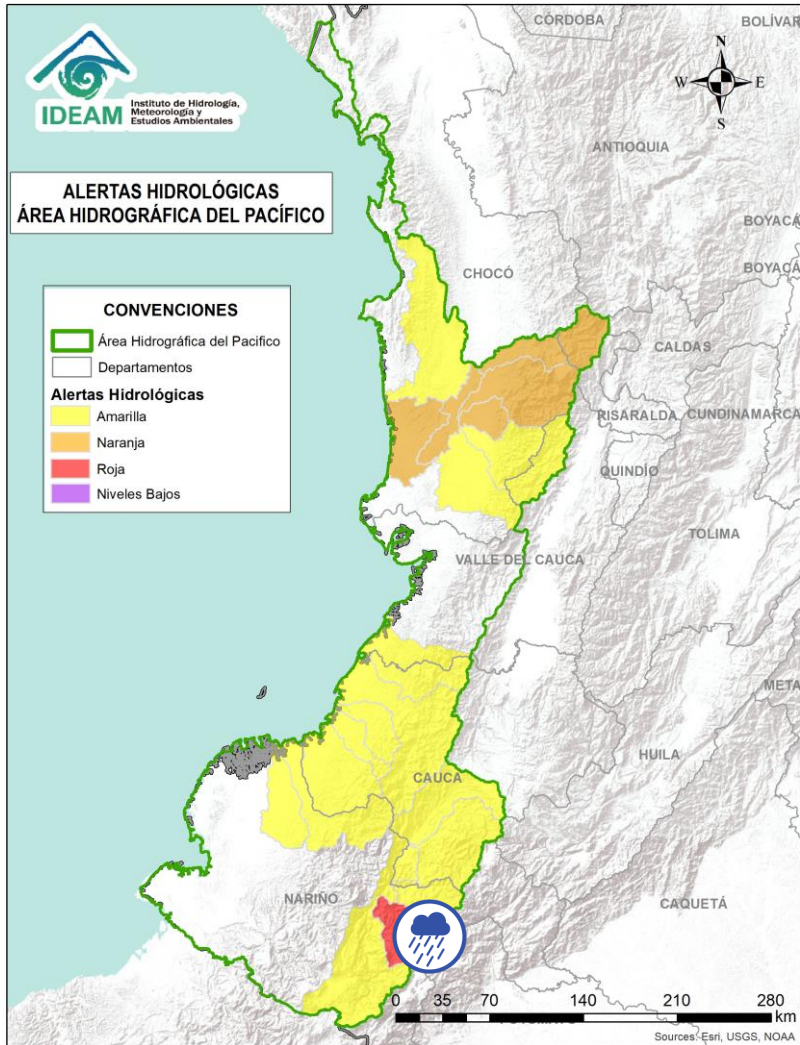 IDEAM
Instituto de Hidrología,
Meteorología y
Estudios Ambientales
CÓRDOBA
BOLÍVAR
N
W
E
S
ANTIOQUIA
ALERTAS HIDROLÓGICAS
ÁREA HIDROGRÁFICA DEL PACÍFICO
BOYACÁ
BOYACÁ
CHOCÓ
CONVENCIONES
Área Hidrográfica del Pacifico
Departamentos
Alertas Hidrológicas
Amarilla
Naranja
Roja
Niveles Bajos
CALDAS
RISARALDA
CUNDINAMARCA
QUINDÍO
TOLIMA
VALLE DEL CAUCA
META
HUILA
CAUCA
NARIÑO
CAQUETÁ
0 35 70 140 210 280
km
Sources: Esri, USGS, NOAA